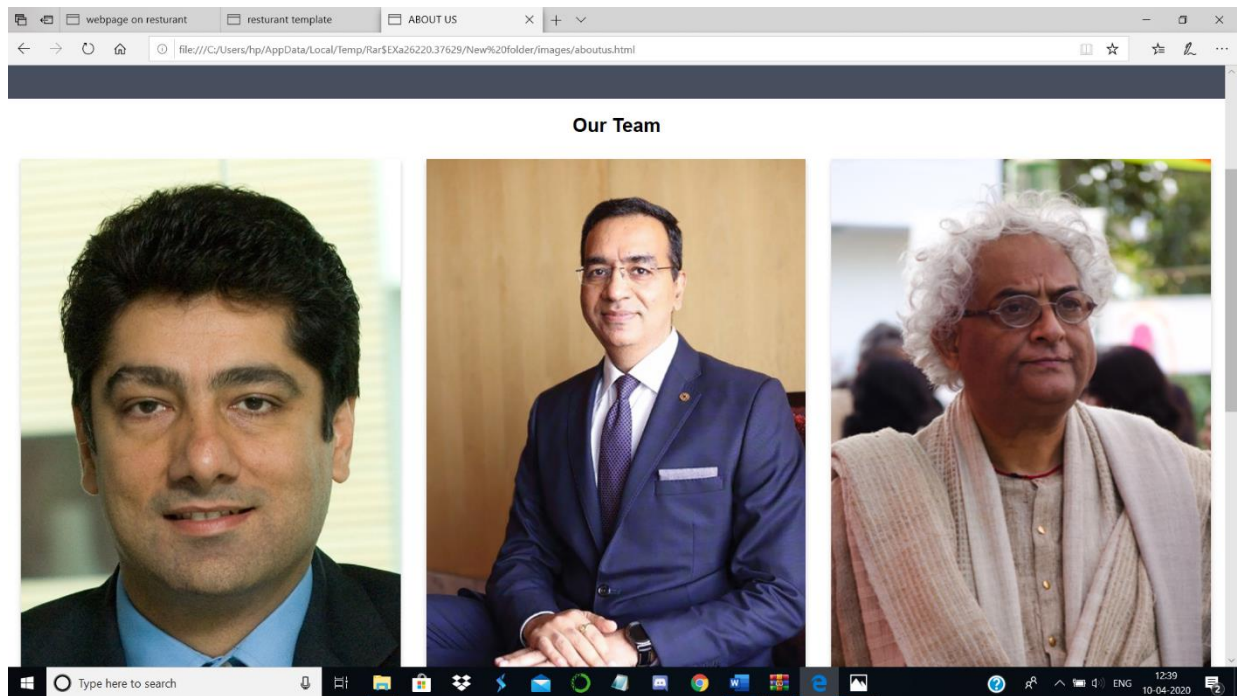 webpage on resturant
resturant template
ABOUT US
file:///C:/Users/hp/AppData/Local/Temp/Rar$EXa26220.37629/New%20folder/images/aboutus.html
Our Team
Type here to search
ENG
12:39
10-04-2020